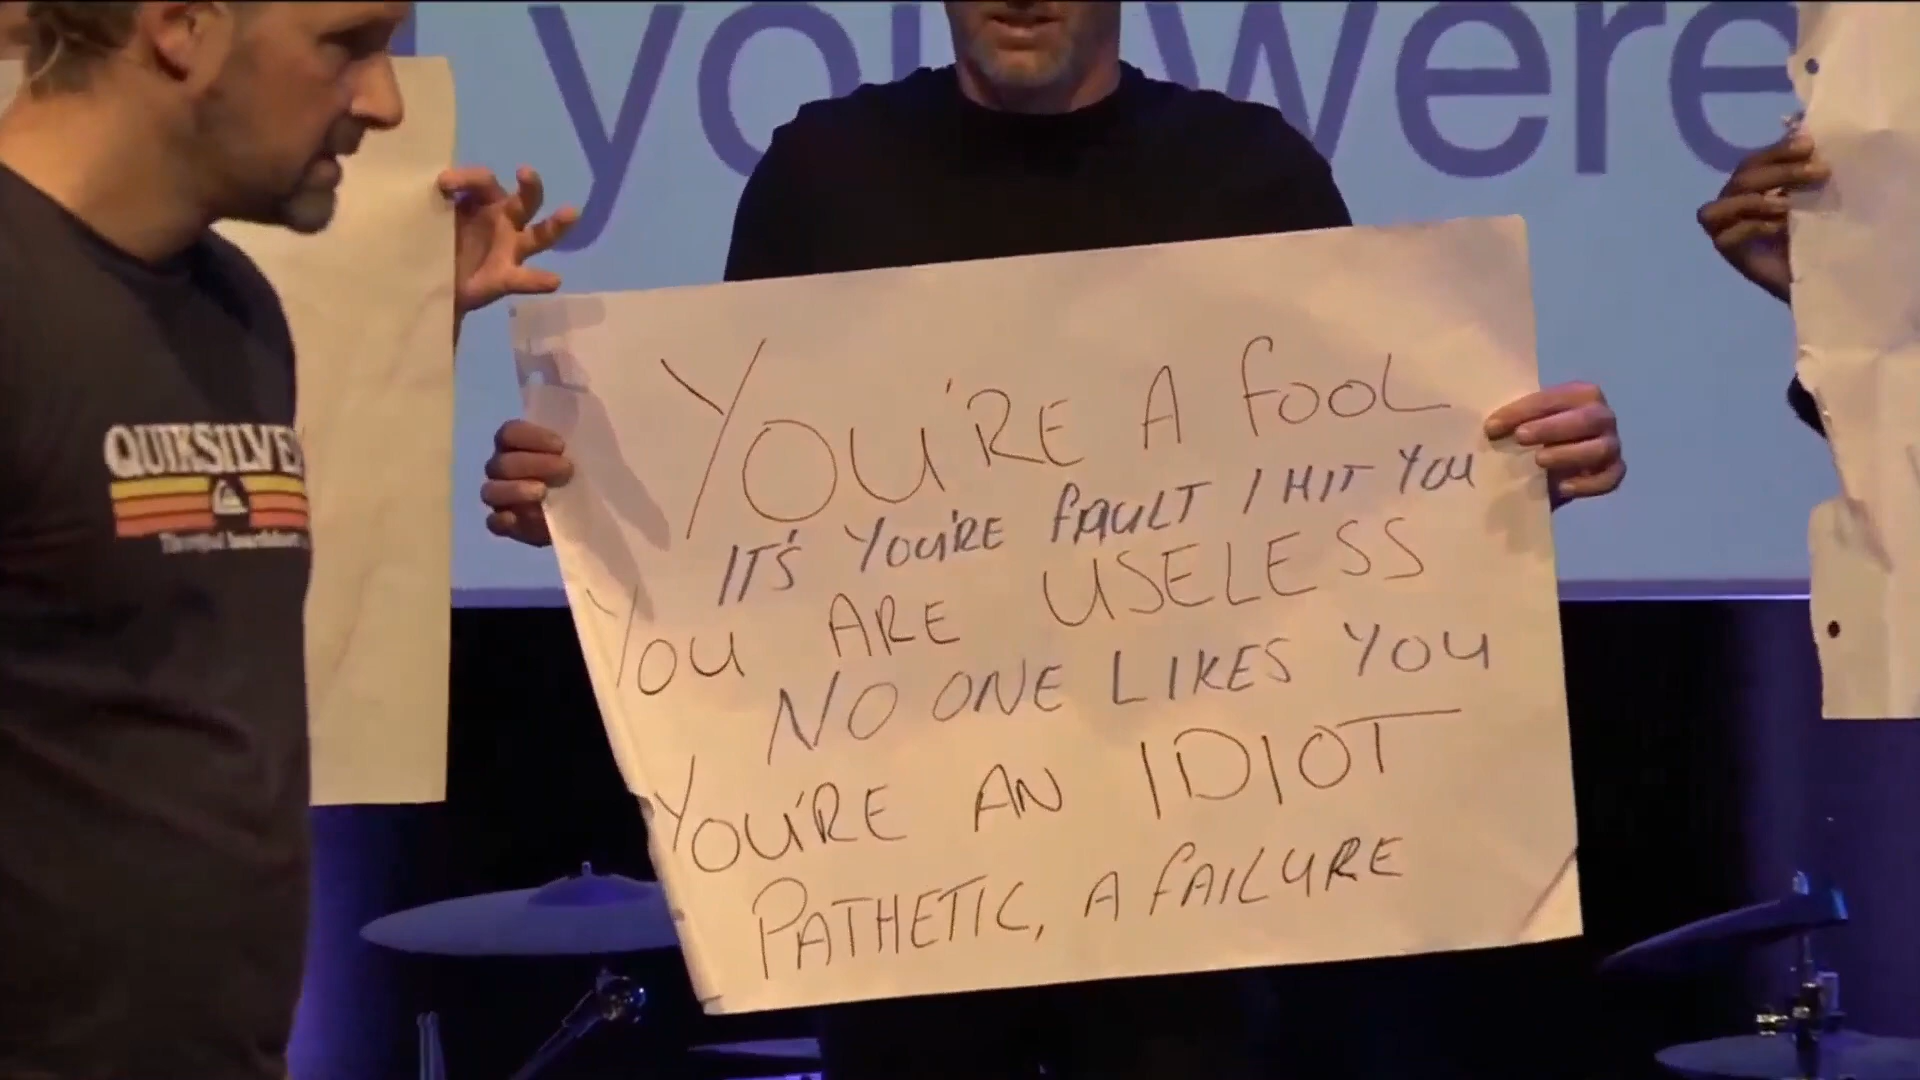 you were
QUIKSILVE
YOU'RE A FOOL
IT'S YOU'RE FAULT I HIT YOU
YOU ARE USELESS
NO ONE LIKES YOU
YOU'RE AN IDIOT
PATHETIC, A FAILURE